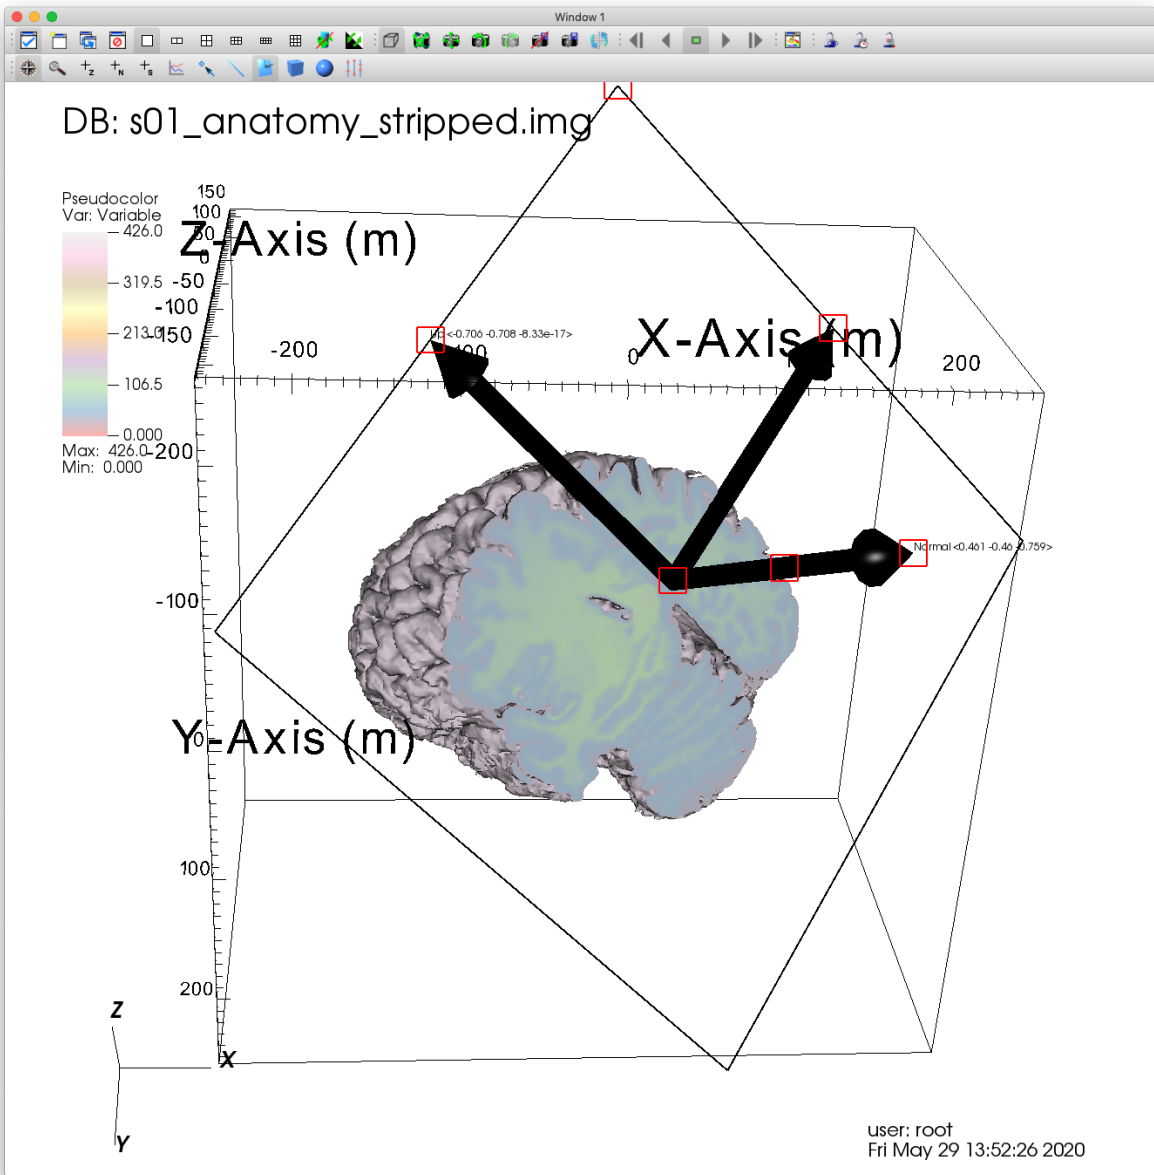 Window 1
DB: s01_anatomy_stripped.img
Pseudocolor
Var: Variable
426.0
319.5
213.0
106.5
0.000
Max: 426.0
Min: 0.000
150
100
50
0
-50
-100
-150
Z-Axis (m)
-200
0
200
X-Axis (m)
<-0.706 -0.708 -8.33e-17>
Normal <0.461 -0.46
-200
-100
0
100
200
Y-Axis (m)
Z
X
Y
user: root
Fri May 29 13:52:26 2020